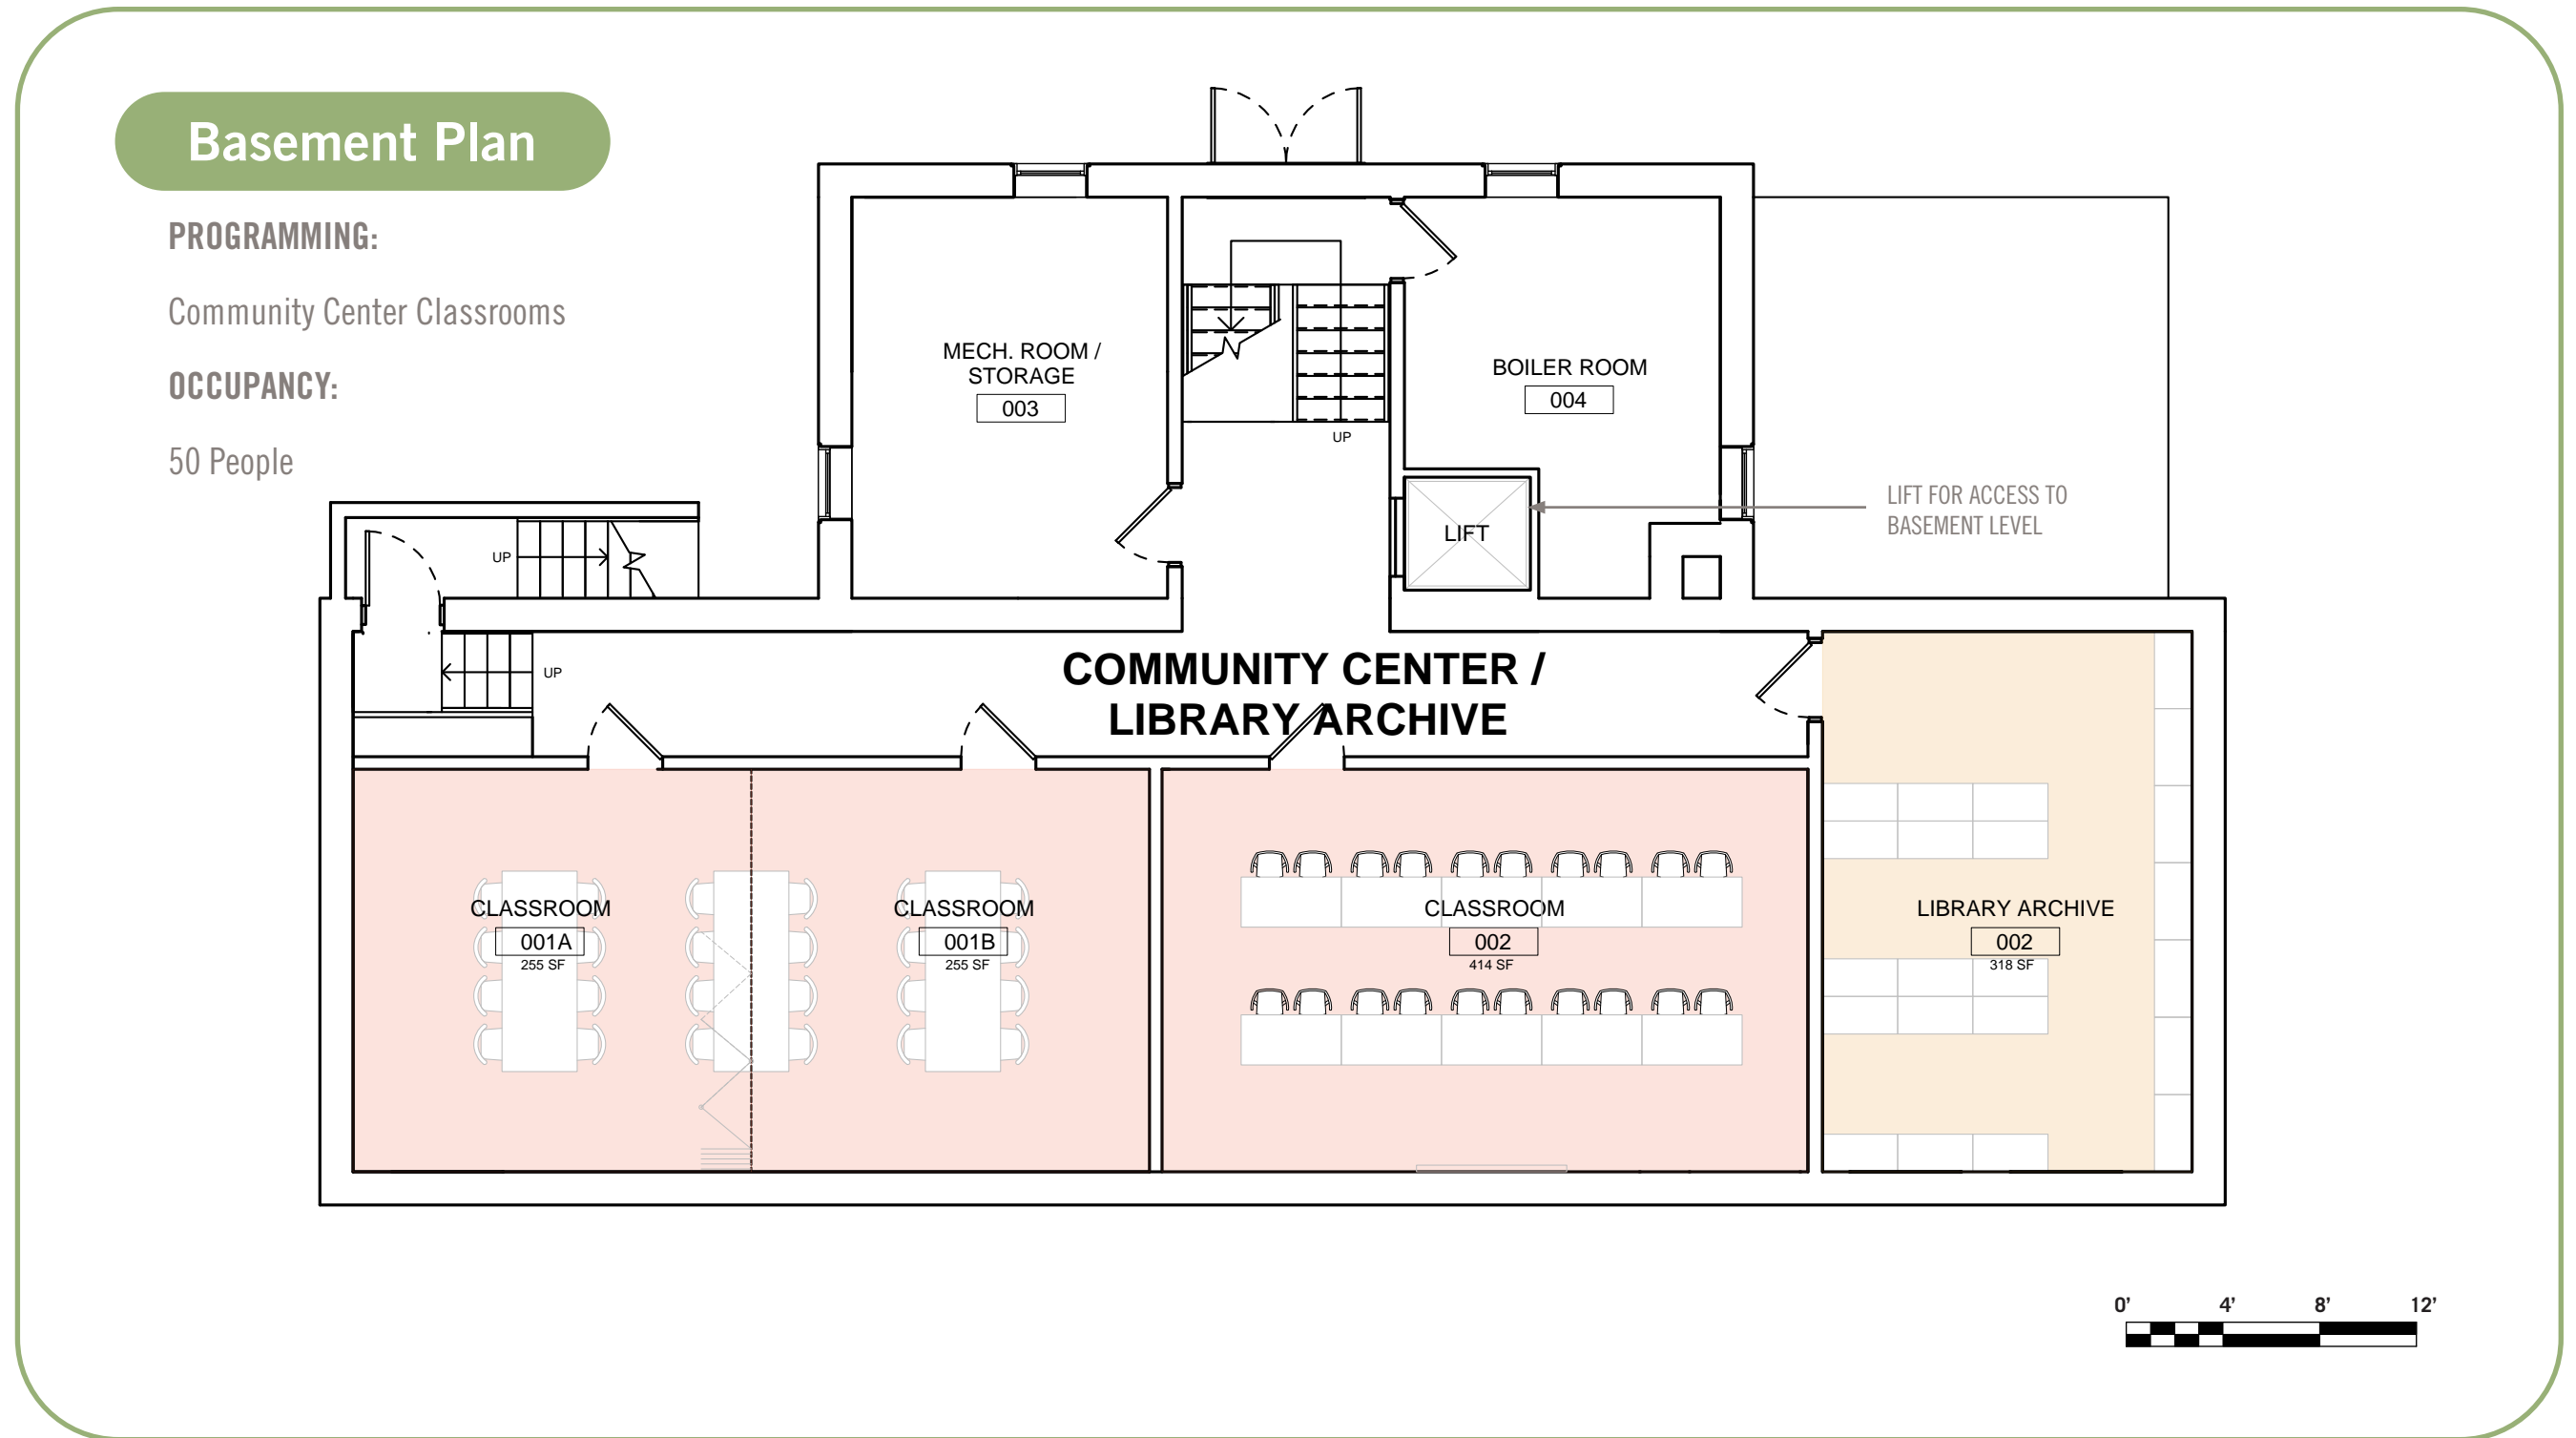 Basement Plan
PROGRAMMING:
Community Center Classrooms
OCCUPANCY:
50 People
MECH. ROOM /
STORAGE
003
UP
BOILER ROOM
004
LIFT
LIFT FOR ACCESS TO
BASEMENT LEVEL
UP
UP
COMMUNITY CENTER /
LIBRARY ARCHIVE
CLASSROOM
001A
255 SF
CLASSROOM
001B
255 SF
CLASSROOM
002
414 SF
LIBRARY ARCHIVE
002
318 SF
0’ 4’ 8’ 12’